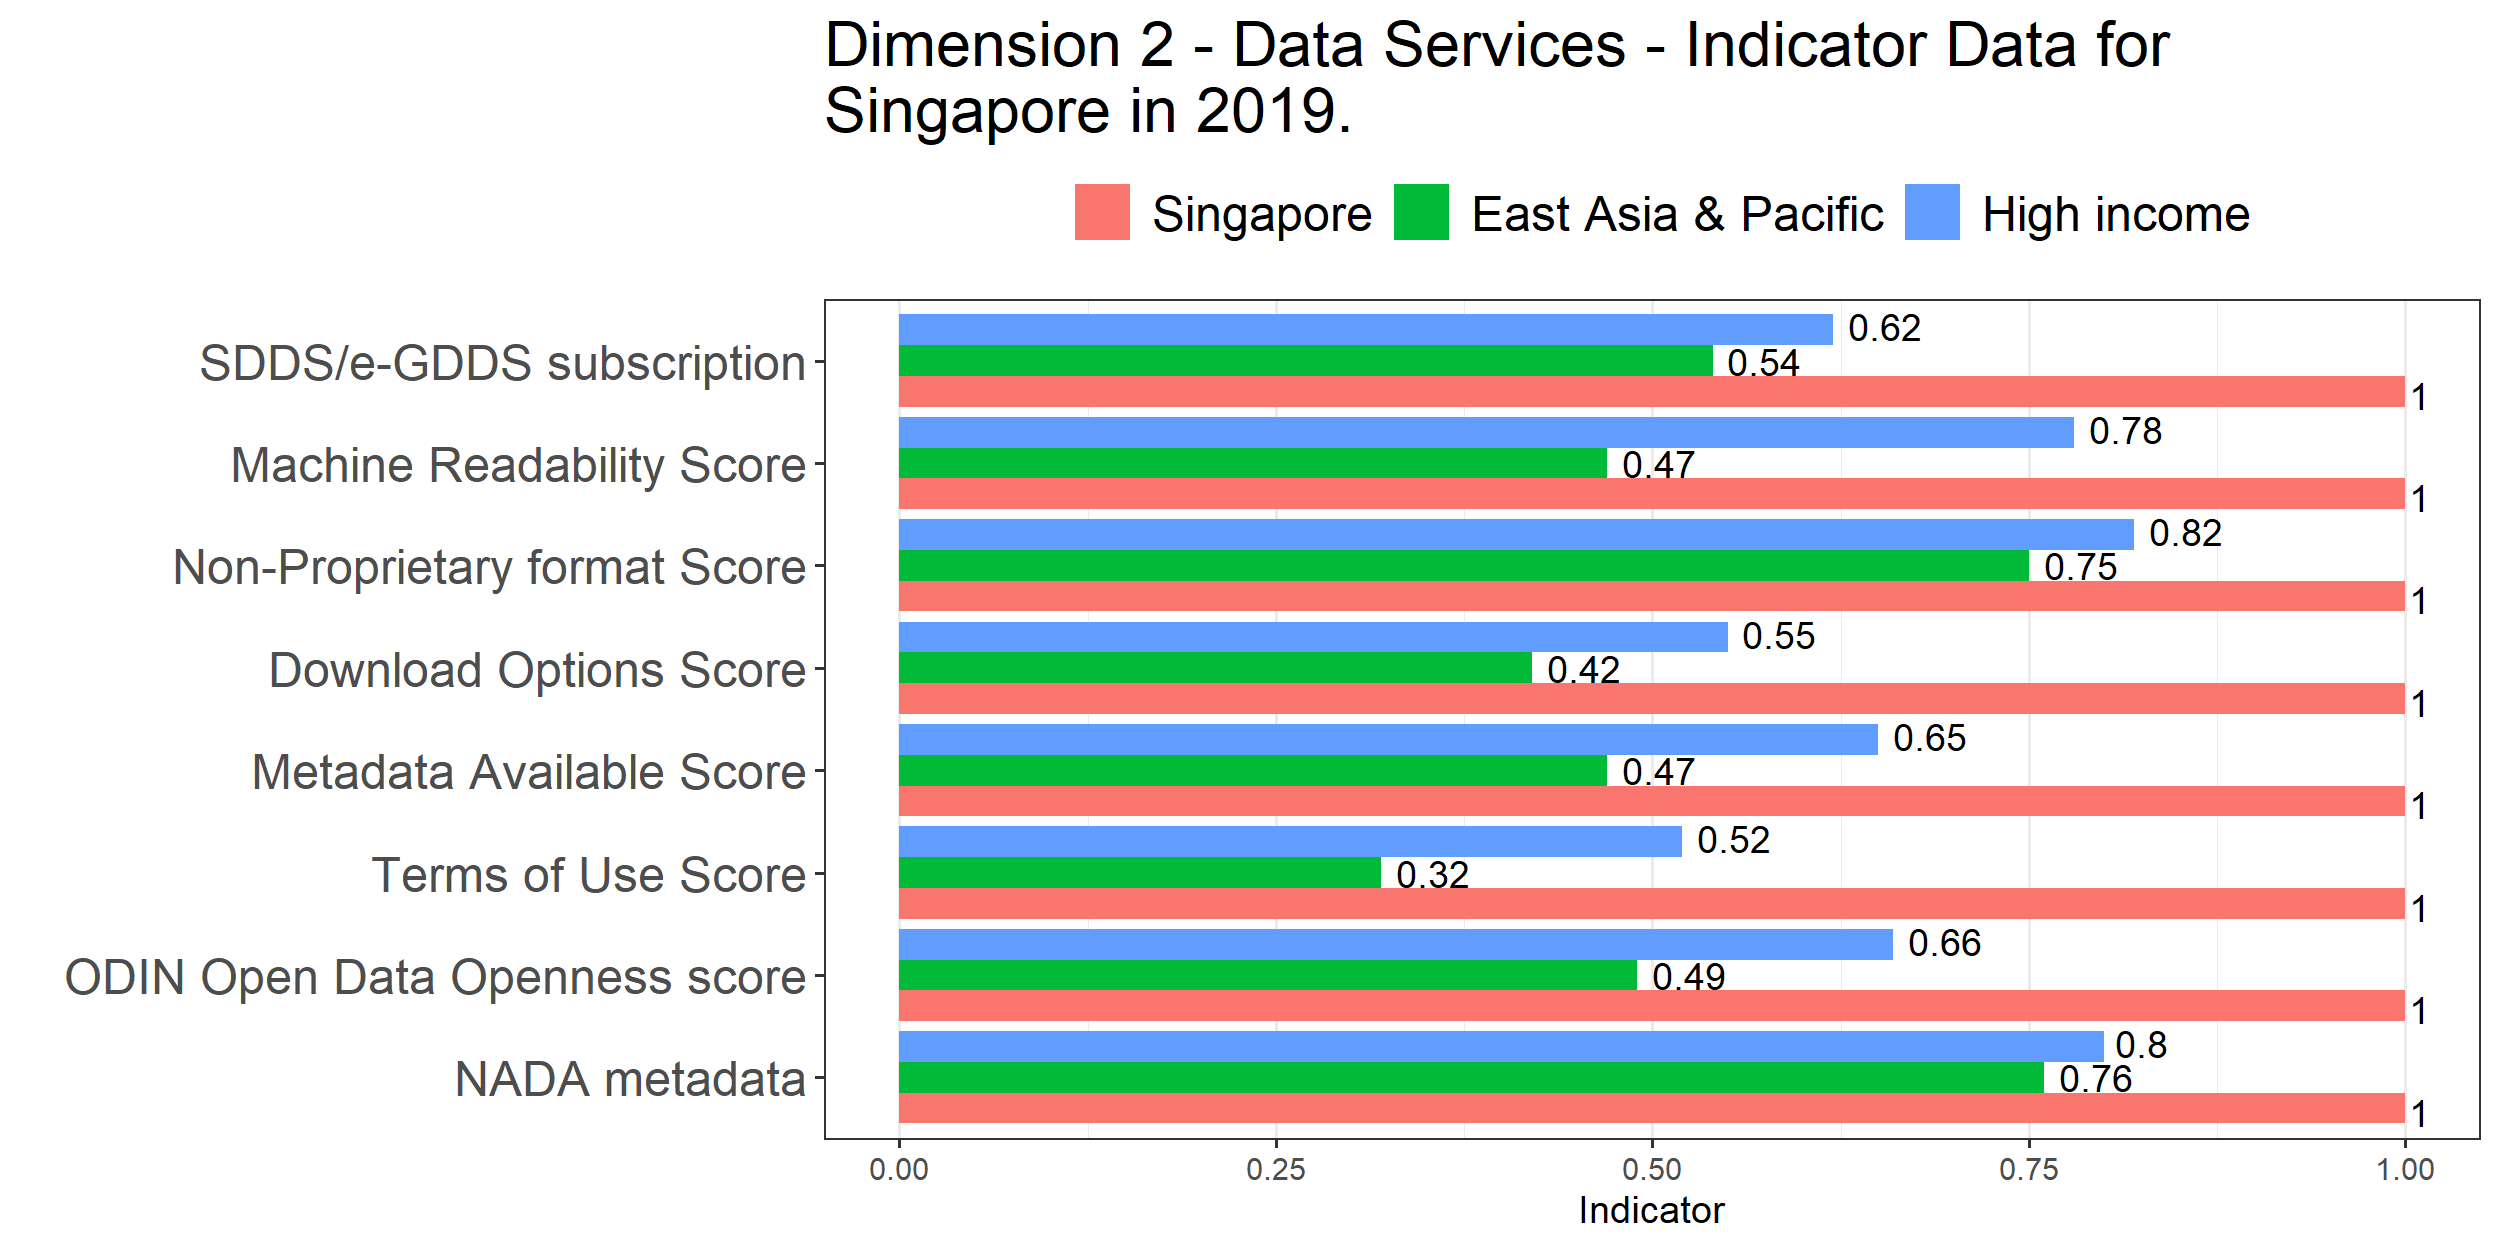 Dimension 2 - Data Services - Indicator Data for
Singapore in 2019.
Singapore East Asia & Pacific High income
SDDS/e-GDDS subscription
0.62
0.54
1
Machine Readability Score
0.78
0.47
1
Non-Proprietary format Score
0.82
0.75
1
Download Options Score
0.55
0.42
1
Metadata Available Score
0.65
0.47
1
Terms of Use Score
0.52
0.32
1
ODIN Open Data Openness score
0.66
0.49
1
NADA metadata
0.8
0.76
1
0.00 0.25 0.50 0.75 1.00
Indicator